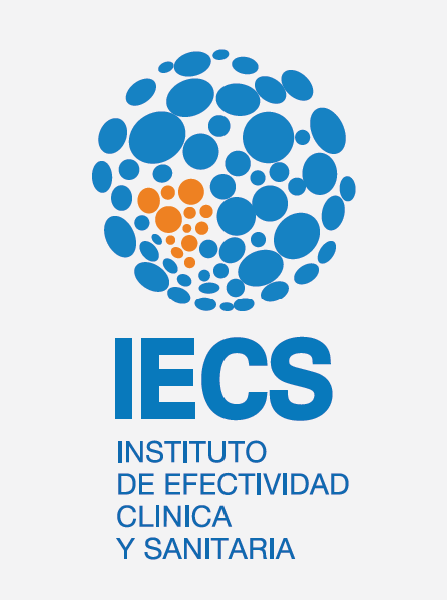 IECS
INSTITUTO
DE EFECTIVIDAD
CLINICA
Y SANITARIA